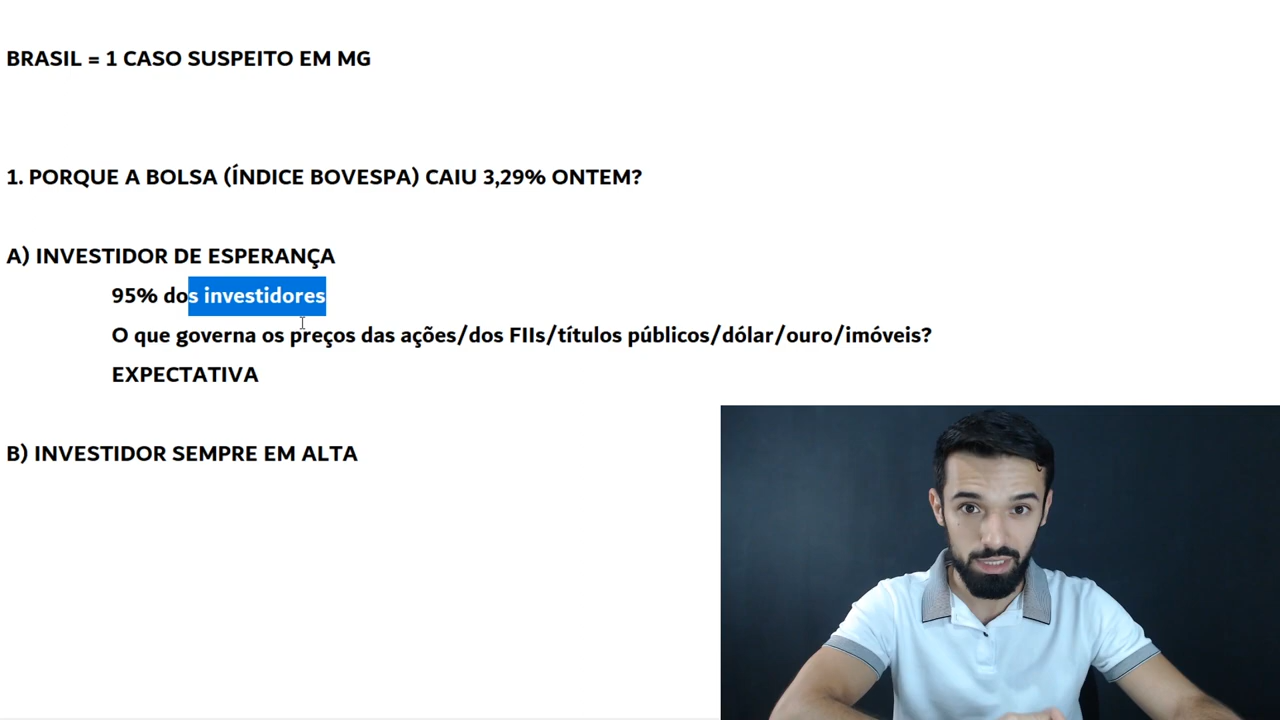 BRASIL = 1 CASO SUSPEITO EM MG
1. PORQUE A BOLSA (ÍNDICE BOVESPA) CAIU 3,29% ONTEM?
A) INVESTIDOR DE ESPERANÇA
95% dos investidores
O que governa os preços das ações/dos FIIs/títulos públicos/dólar/ouro/imóveis?
EXPECTATIVA
B) INVESTIDOR SEMPRE EM ALTA